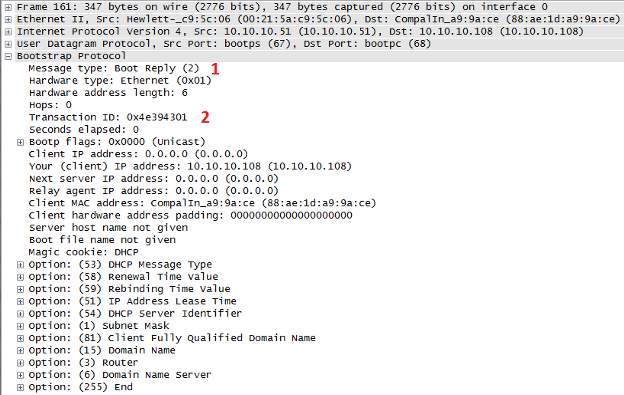 Frame 161: 347 bytes on wire (2776 bits), 347 bytes captured (2776 bits) on interface 0
Ethernet II, Src: Hewlett-_c9:5c:06 (00:21:5a:c9:5c:06), Dst: CompalIn_a9:9a:ce (88:ae:1d:a9:9a:ce)
Internet Protocol Version 4, Src: 10.10.10.51 (10.10.10.51), Dst: 10.10.10.108 (10.10.10.108)
User Datagram Protocol, Src Port: bootps (67), Dst Port: bootpc (68)
Bootstrap Protocol
Message type: Boot Reply (2) 1
Hardware type: Ethernet (0x01)
Hardware address length: 6
Hops: 0
Transaction ID: 0x4e394301 2
Seconds elapsed: 0
Bootp flags: 0x0000 (Unicast)
Client IP address: 0.0.0.0 (0.0.0.0)
Your (client) IP address: 10.10.10.108 (10.10.10.108)
Next server IP address: 0.0.0.0 (0.0.0.0)
Relay agent IP address: 0.0.0.0 (0.0.0.0)
Client MAC address: CompalIn_a9:9a:ce (88:ae:1d:a9:9a:ce)
Client hardware address padding: 00000000000000000000
Server host name not given
Boot file name not given
Magic cookie: DHCP
Option: (53) DHCP Message Type
Option: (58) Renewal Time Value
Option: (59) Rebinding Time Value
Option: (51) IP Address Lease Time
Option: (54) DHCP Server Identifier
Option: (1) Subnet Mask
Option: (81) Client Fully Qualified Domain Name
Option: (15) Domain Name
Option: (3) Router
Option: (6) Domain Name Server
Option: (255) End